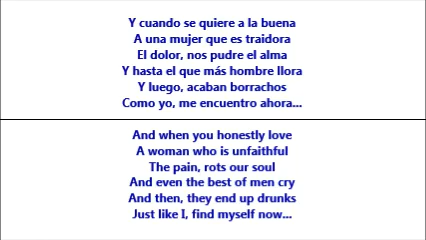 Y cuando se quiere a la buena
A una mujer que es traidora
El dolor, nos pudre el alma
Y hasta el que más hombre llora
Y luego, acaban borrachos
Como yo, me encuentro ahora...
And when you honestly love
A woman who is unfaithful
The pain, rots our soul
And even the best of men cry
And then, they end up drunks
Just like I, find myself now...